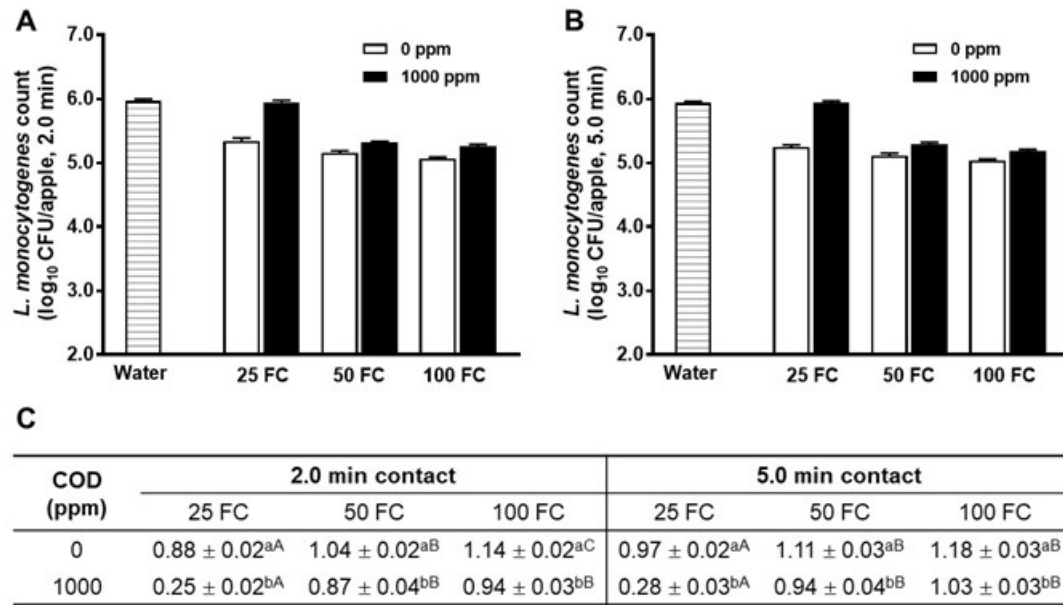 A
L. monocytogenes count
(log₁₀ CFU/apple, 2.0 min)
0 ppm
1000 ppm
6.0
5.0
4.0
3.0
2.0
Water 25 FC 50 FC 100 FC
B
L. monocytogenes count
(log₁₀ CFU/apple, 5.0 min)
0 ppm
1000 ppm
6.0
5.0
4.0
3.0
2.0
Water 25 FC 50 FC 100 FC
C
COD (ppm) 2.0 min contact 5.0 min contact
25 FC 50 FC 100 FC 25 FC 50 FC 100 FC
0 0.88 ± 0.02aA 1.04 ± 0.02aB 1.14 ± 0.02aC 0.97 ± 0.02aA 1.11 ± 0.03aB 1.18 ± 0.03aB
1000 0.25 ± 0.02bA 0.87 ± 0.04bB 0.94 ± 0.03bB 0.28 ± 0.03bA 0.94 ± 0.04bB 1.03 ± 0.03bB